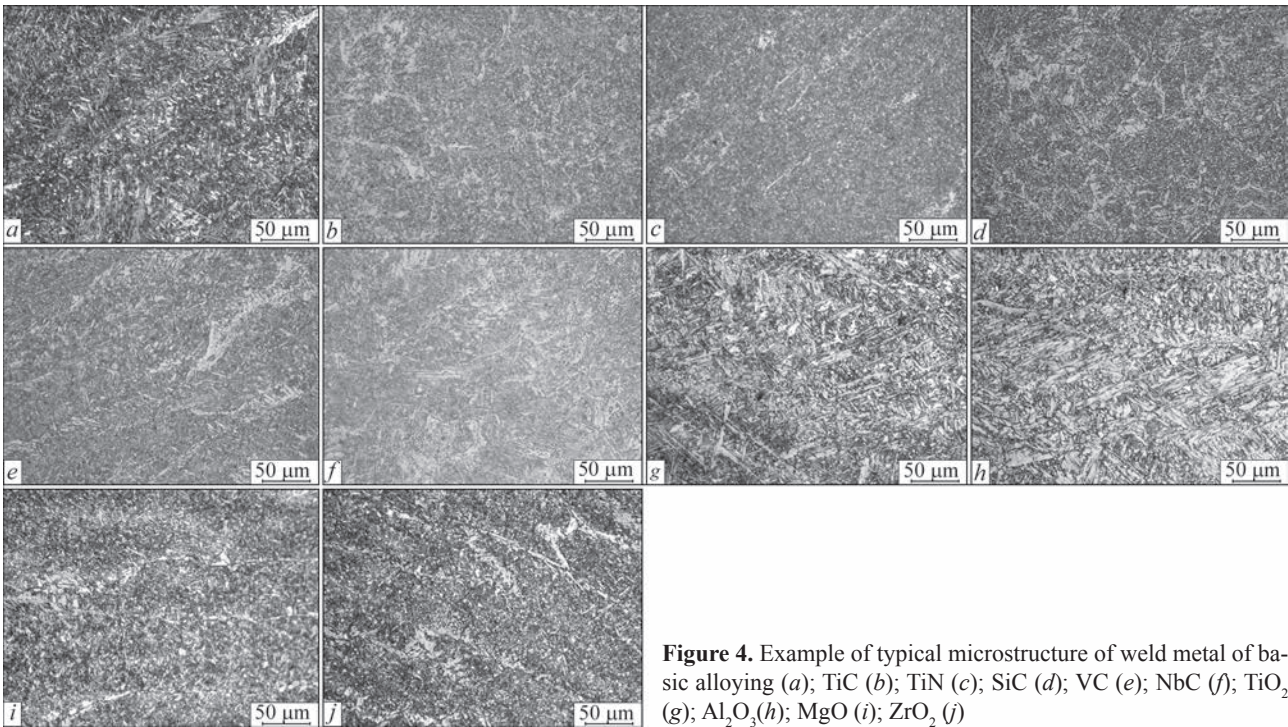 a 50 µm b 50 µm c 50 µm d 50 µm
e 50 µm f 50 µm g 50 µm h 50 µm
i 50 µm j 50 µm
Figure 4. Example of typical microstructure of weld metal of ba-
sic alloying (a); TiC (b); TiN (c); SiC (d); VC (e); NbC (f); TiO₂
(g); Al₂O₃(h); MgO (i); ZrO₂ (j)